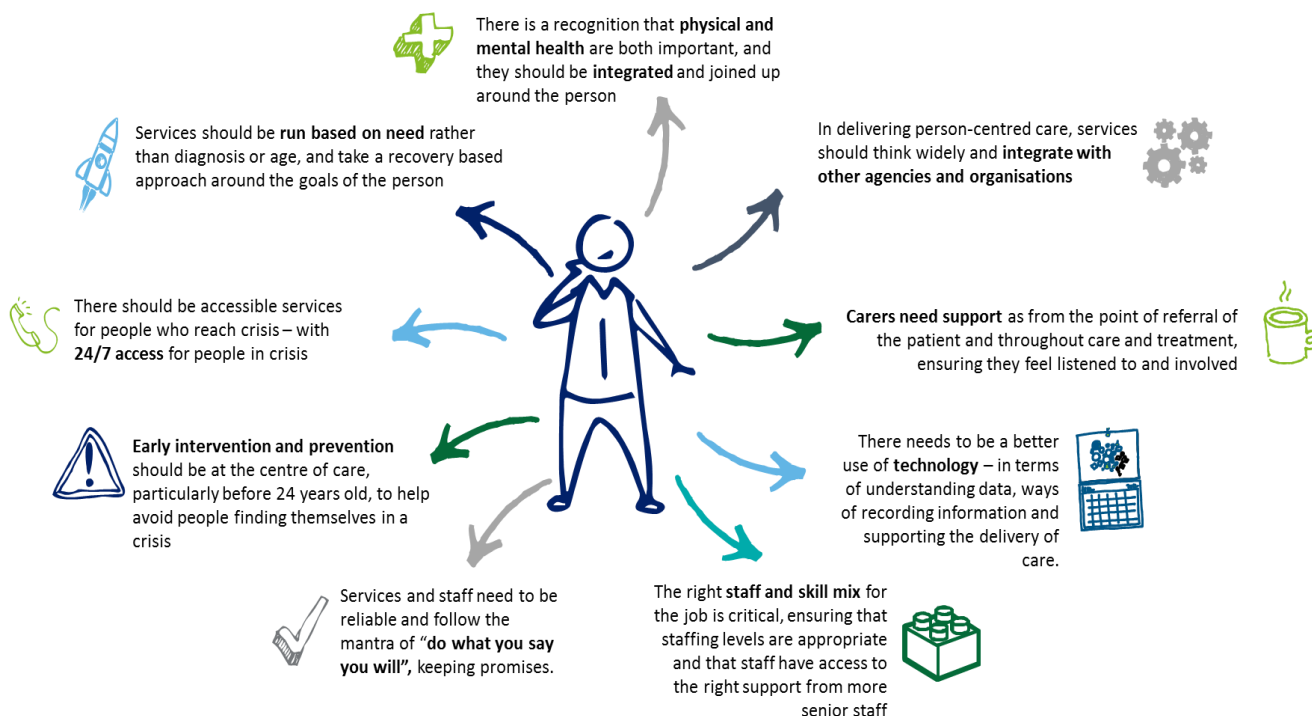 There is a recognition that physical and
mental health are both important, and
they should be integrated and joined up
around the person
Services should be run based on need rather
than diagnosis or age, and take a recovery based
approach around the goals of the person
In delivering person-centred care, services
should think widely and integrate with
other agencies and organisations
There should be accessible services
for people who reach crisis – with
24/7 access for people in crisis
Carers need support as from the point of referral of
the patient and throughout care and treatment,
ensuring they feel listened to and involved
Early intervention and prevention
should be at the centre of care,
particularly before 24 years old, to help
avoid people finding themselves in a
crisis
There needs to be a better
use of technology – in terms
of understanding data, ways
of recording information and
supporting the delivery of
care.
Services and staff need to be
reliable and follow the
mantra of “do what you say
you will”, keeping promises.
The right staff and skill mix for
the job is critical, ensuring that
staffing levels are appropriate
and that staff have access to
the right support from more
senior staff